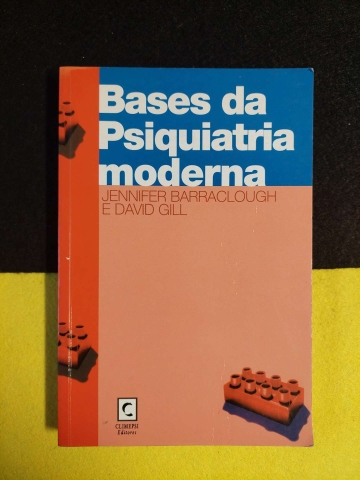 Bases da
Psiquiatria
moderna
JENNIFER BARRACLOUGH
E DAVID GILL
C
CLIMEPSI
Editores